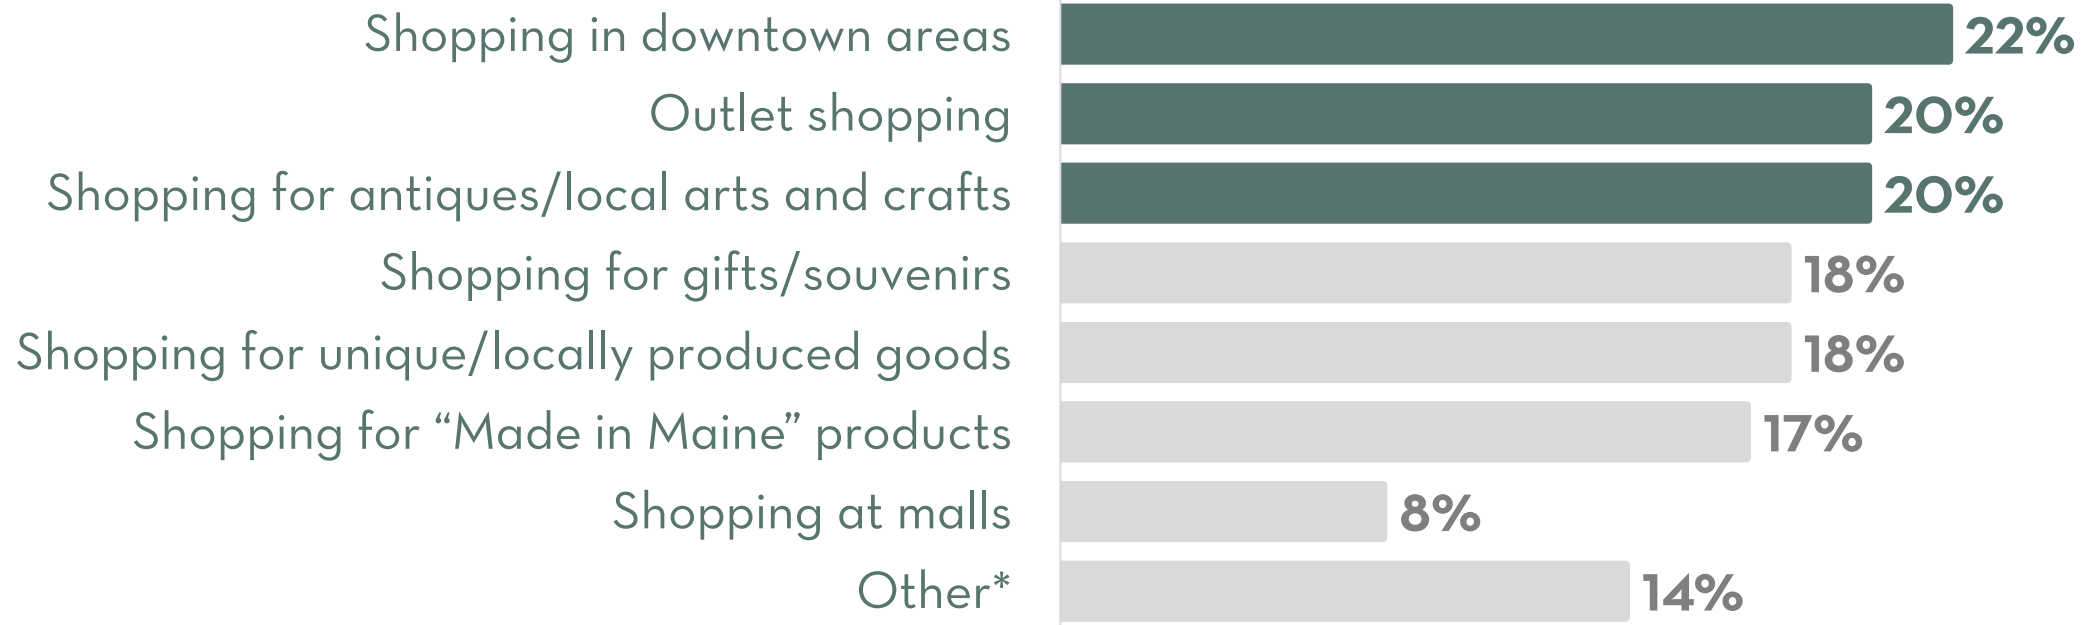 Shopping in downtown areas 22%
Outlet shopping 20%
Shopping for antiques/local arts and crafts 20%
Shopping for gifts/souvenirs 18%
Shopping for unique/locally produced goods 18%
Shopping for “Made in Maine” products 17%
Shopping at malls 8%
Other* 14%